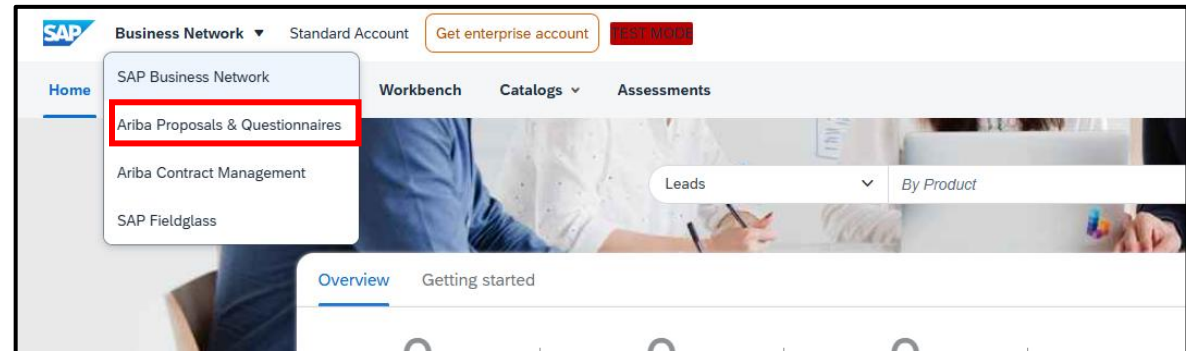 SAP Business Network ▼ Standard Account Get enterprise account TEST MODE
Home Workbench Catalogs Assessments
SAP Business Network
Ariba Proposals & Questionnaires
Ariba Contract Management
SAP Fieldglass
Leads By Product
Overview Getting started